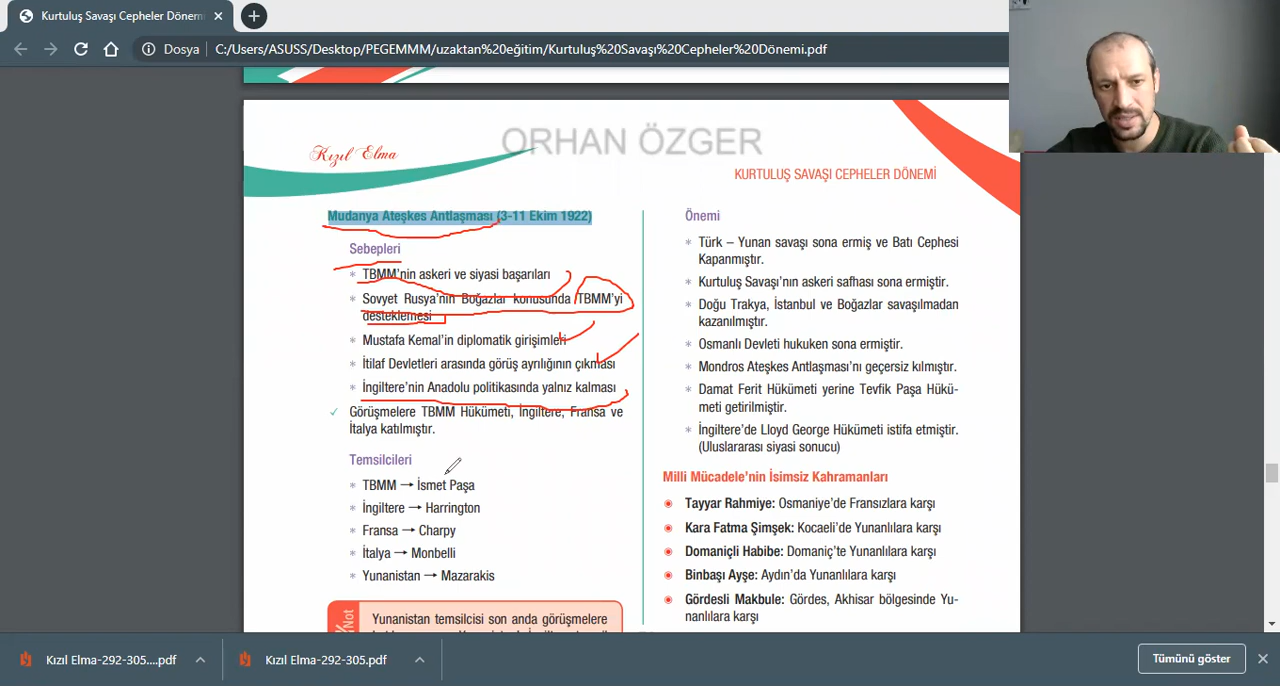 Kurtuluş Savaşı Cepheler Dönem
Dosya
C:/Users/ASUSS/Desktop/PEGEMMM/uzaktan%20eğitim/Kurtuluş%20Savaşı%20Cepheler%20Dönemi.pdf
Kızıl Elma
ORHAN ÖZGER
KURTULUŞ SAVAŞI CEPHELER DÖNEMİ
Mudanya Ateşkes Antlaşması (3-11 Ekim 1922)
Sebepleri
* TBMM'nin askeri ve siyasi başarıları
* Sovyet Rusya'nın Boğazlar konusunda TBMM'yi
desteklemesi
* Mustafa Kemal'in diplomatik girişimleri
* İtilaf Devletleri arasında görüş ayrılığının çıkması
* İngiltere'nin Anadolu politikasında yalnız kalması
✓ Görüşmelere TBMM Hükümeti, İngiltere, Fransa ve
İtalya katılmıştır.
Temsilcileri
* TBMM → İsmet Paşa
* İngiltere → Harrington
* Fransa → Charpy
* İtalya → Monbelli
* Yunanistan → Mazarakis
Not
Yunanistan temsilcisi son anda görüşmelere
Önemi
* Türk – Yunan savaşı sona ermiş ve Batı Cephesi
Kapanmıştır.
* Kurtuluş Savaşı'nın askeri safhası sona ermiştir.
* Doğu Trakya, İstanbul ve Boğazlar savaşılmadan
kazanılmıştır.
* Osmanlı Devleti hukuken sona ermiştir.
* Mondros Ateşkes Antlaşması'nı geçersiz kılmıştır.
* Damat Ferit Hükümeti yerine Tevfik Paşa Hükü-
meti getirilmiştir.
* İngiltere'de Lloyd George Hükümeti istifa etmiştir.
(Uluslararası siyasi sonucu)
Milli Mücadele'nin İsimsiz Kahramanları
Tayyar Rahmiye: Osmaniye'de Fransızlara karşı
Kara Fatma Şimşek: Kocaeli'de Yunanlılara karşı
Domaniçli Habibe: Domaniç'te Yunanlılara karşı
Binbaşı Ayşe: Aydın'da Yunanlılara karşı
Gördesli Makbule: Gördes, Akhisar bölgesinde Yu-
nanlılara karşı
Kızıl Elma-292-305....pdf
Kızıl Elma-292-305.pdf
Tümünü göster